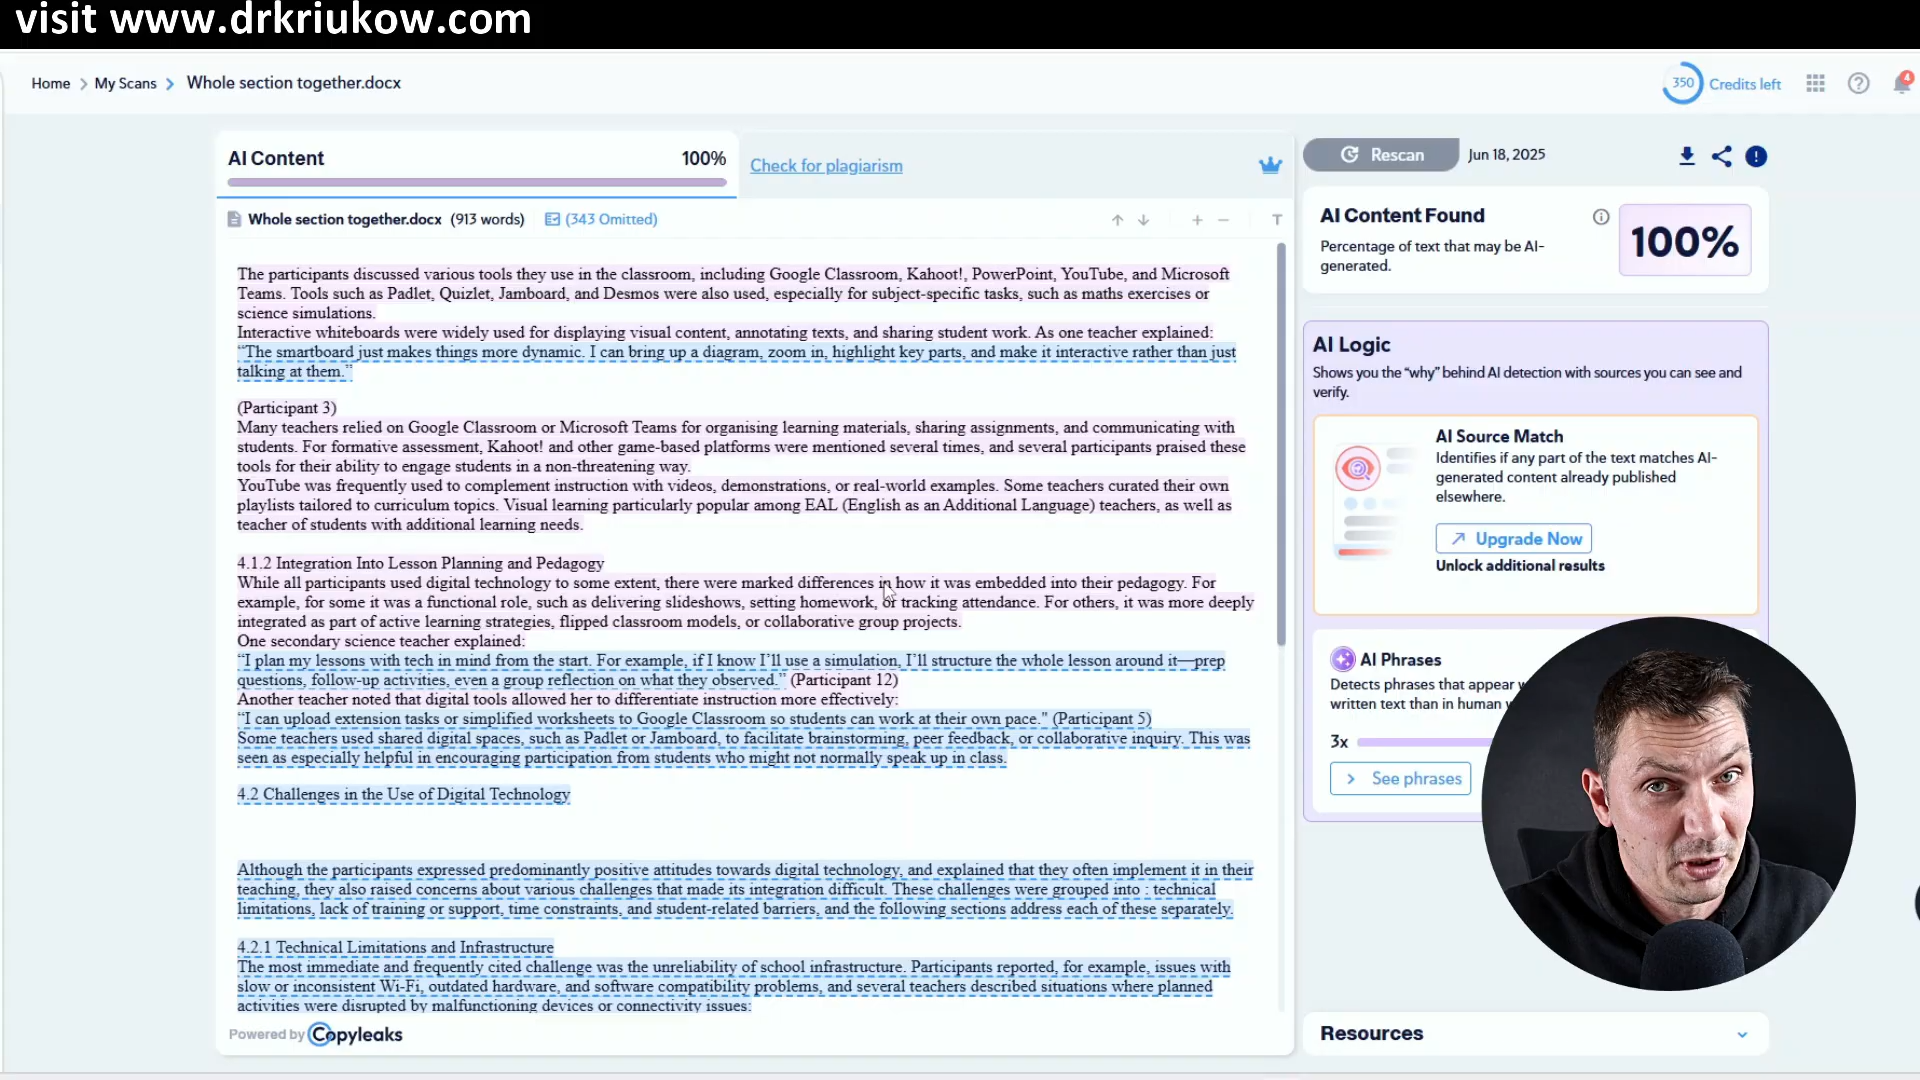 visit www.drkriukow.com
Home > My Scans > Whole section together.docx
350 Credits left
4
AI Content 100%
Check for plagiarism
Rescan Jun 18, 2025
Whole section together.docx (913 words) (343 Omitted)
T
The participants discussed various tools they use in the classroom, including Google Classroom, Kahoot!, PowerPoint, YouTube, and Microsoft
Teams. Tools such as Padlet, Quizlet, Jamboard, and Desmos were also used, especially for subject-specific tasks, such as maths exercises or
science simulations.
Interactive whiteboards were widely used for displaying visual content, annotating texts, and sharing student work. As one teacher explained:
“The smartboard just makes things more dynamic. I can bring up a diagram, zoom in, highlight key parts, and make it interactive rather than just
talking at them.”
(Participant 3)
Many teachers relied on Google Classroom or Microsoft Teams for organising learning materials, sharing assignments, and communicating with
students. For formative assessment, Kahoot! and other game-based platforms were mentioned several times, and several participants praised these
tools for their ability to engage students in a non-threatening way.
YouTube was frequently used to complement instruction with videos, demonstrations, or real-world examples. Some teachers curated their own
playlists tailored to curriculum topics. Visual learning particularly popular among EAL (English as an Additional Language) teachers, as well as
teacher of students with additional learning needs.
4.1.2 Integration Into Lesson Planning and Pedagogy
While all participants used digital technology to some extent, there were marked differences in how it was embedded into their pedagogy. For
example, for some it was a functional role, such as delivering slideshows, setting homework, or tracking attendance. For others, it was more deeply
integrated as part of active learning strategies, flipped classroom models, or collaborative group projects.
One secondary science teacher explained:
“I plan my lessons with tech in mind from the start. For example, if I know I’ll use a simulation, I’ll structure the whole lesson around it—prep
questions, follow-up activities, even a group reflection on what they observed.” (Participant 12)
Another teacher noted that digital tools allowed her to differentiate instruction more effectively:
“I can upload extension tasks or simplified worksheets to Google Classroom so students can work at their own pace." (Participant 5)
Some teachers used shared digital spaces, such as Padlet or Jamboard, to facilitate brainstorming, peer feedback, or collaborative inquiry. This was
seen as especially helpful in encouraging participation from students who might not normally speak up in class.
4.2 Challenges in the Use of Digital Technology
Although the participants expressed predominantly positive attitudes towards digital technology, and explained that they often implement it in their
teaching, they also raised concerns about various challenges that made its integration difficult. These challenges were grouped into : technical
limitations, lack of training or support, time constraints, and student-related barriers, and the following sections address each of these separately.
4.2.1 Technical Limitations and Infrastructure
The most immediate and frequently cited challenge was the unreliability of school infrastructure. Participants reported, for example, issues with
slow or inconsistent Wi-Fi, outdated hardware, and software compatibility problems, and several teachers described situations where planned
activities were disrupted by malfunctioning devices or connectivity issues:
Powered by Copyleaks
AI Content Found
Percentage of text that may be AI-
generated.
100%
AI Logic
Shows you the “why” behind AI detection with sources you can see and
verify.
AI Source Match
Identifies if any part of the text matches AI-
generated content already published
elsewhere.
Upgrade Now
Unlock additional results
AI Phrases
Detects phrases that appear
written text than in human
3x
See phrases
Resources